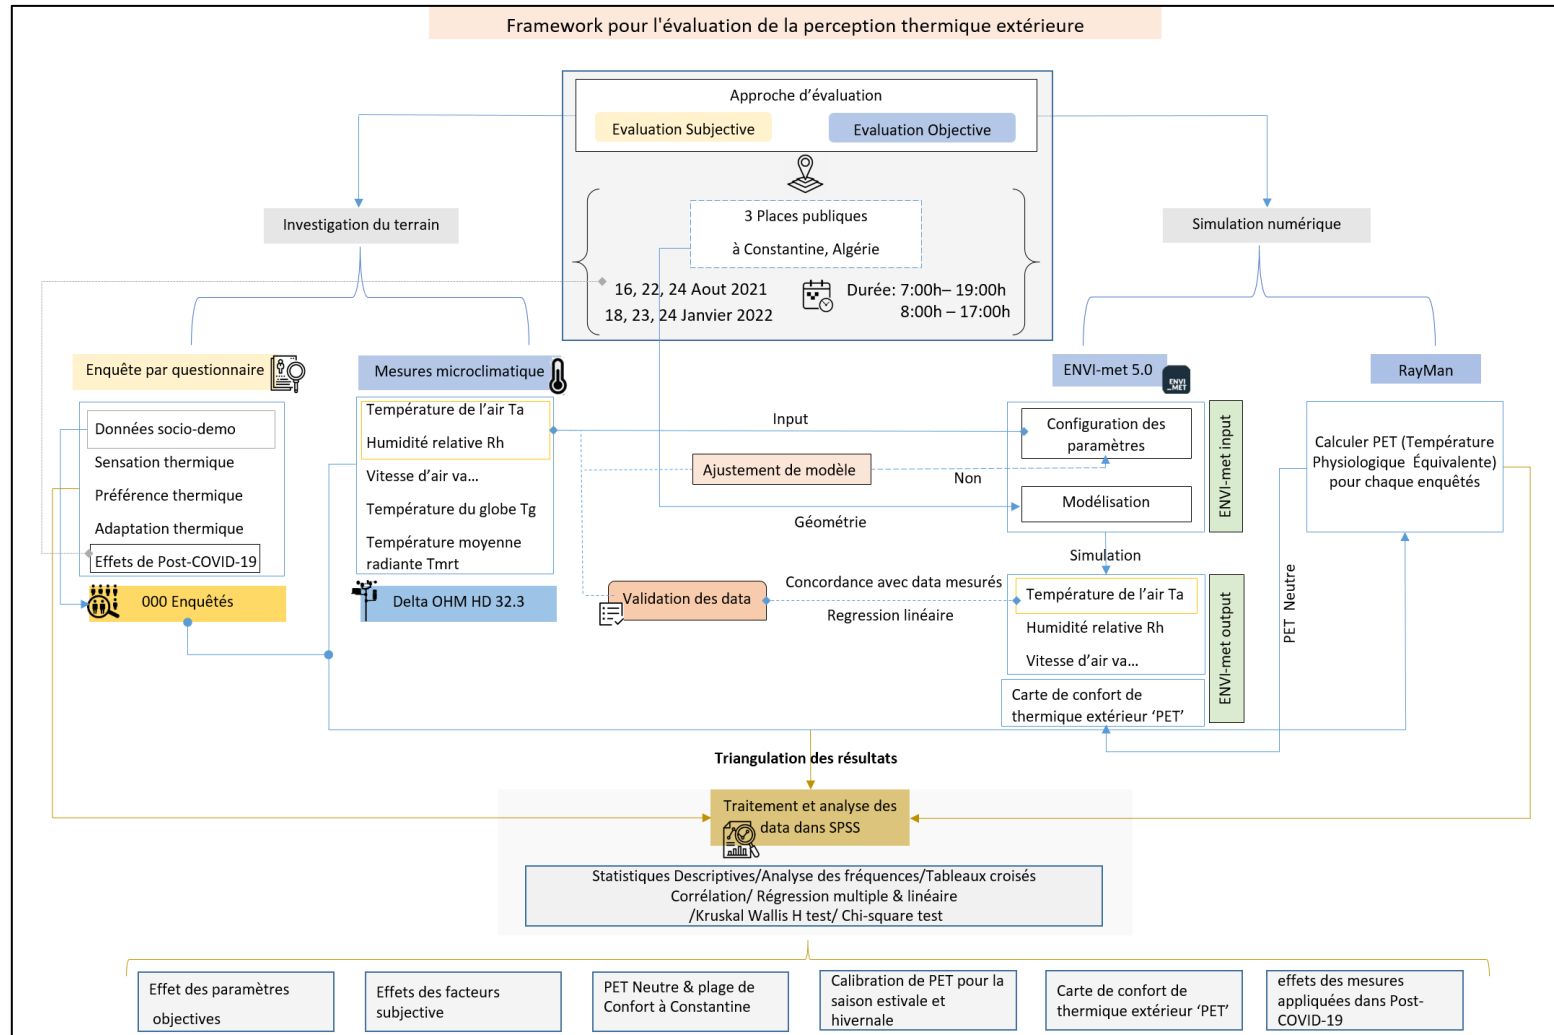 Framework pour l'évaluation de la perception thermique extérieure
Approche d’évaluation
Evaluation Subjective
Evaluation Objective
Investigation du terrain
3 Places publiques
à Constantine, Algérie
Simulation numérique
16, 22, 24 Aout 2021
18, 23, 24 Janvier 2022
Durée: 7:00h– 19:00h
8:00h – 17:00h
Enquête par questionnaire
Données socio-demo
Sensation thermique
Préférence thermique
Adaptation thermique
Effets de Post-COVID-19
000 Enquêtés
Mesures microclimatique
Température de l’air Ta
Humidité relative Rh
Vitesse d’air va...
Température du globe Tg
Température moyenne
radiante Tmrt
Delta OHM HD 32.3
Input
Ajustement de modèle
Non
Géométrie
Validation des data
Concordance avec data mesurés
Regression linéaire
ENVI-met 5.0
ENVI
_MET
Configuration des
paramètres
Modélisation
ENVI-met input
Simulation
Température de l’air Ta
Humidité relative Rh
Vitesse d’air va...
Carte de confort de
thermique extérieur ‘PET’
ENVI-met output
RayMan
Calculer PET (Température
Physiologique Équivalente)
pour chaque enquêtés
PET Neutre
Triangulation des résultats
Traitement et analyse des
data dans SPSS
Statistiques Descriptives/Analyse des fréquences/Tableaux croisés
Corrélation/ Régression multiple & linéaire
/Kruskal Wallis H test/ Chi-square test
Effet des paramètres
objectives
Effets des facteurs
subjective
PET Neutre & plage de
Confort à Constantine
Calibration de PET pour la
saison estivale et
hivernale
Carte de confort de
thermique extérieur ‘PET’
effets des mesures
appliquées dans Post-
COVID-19